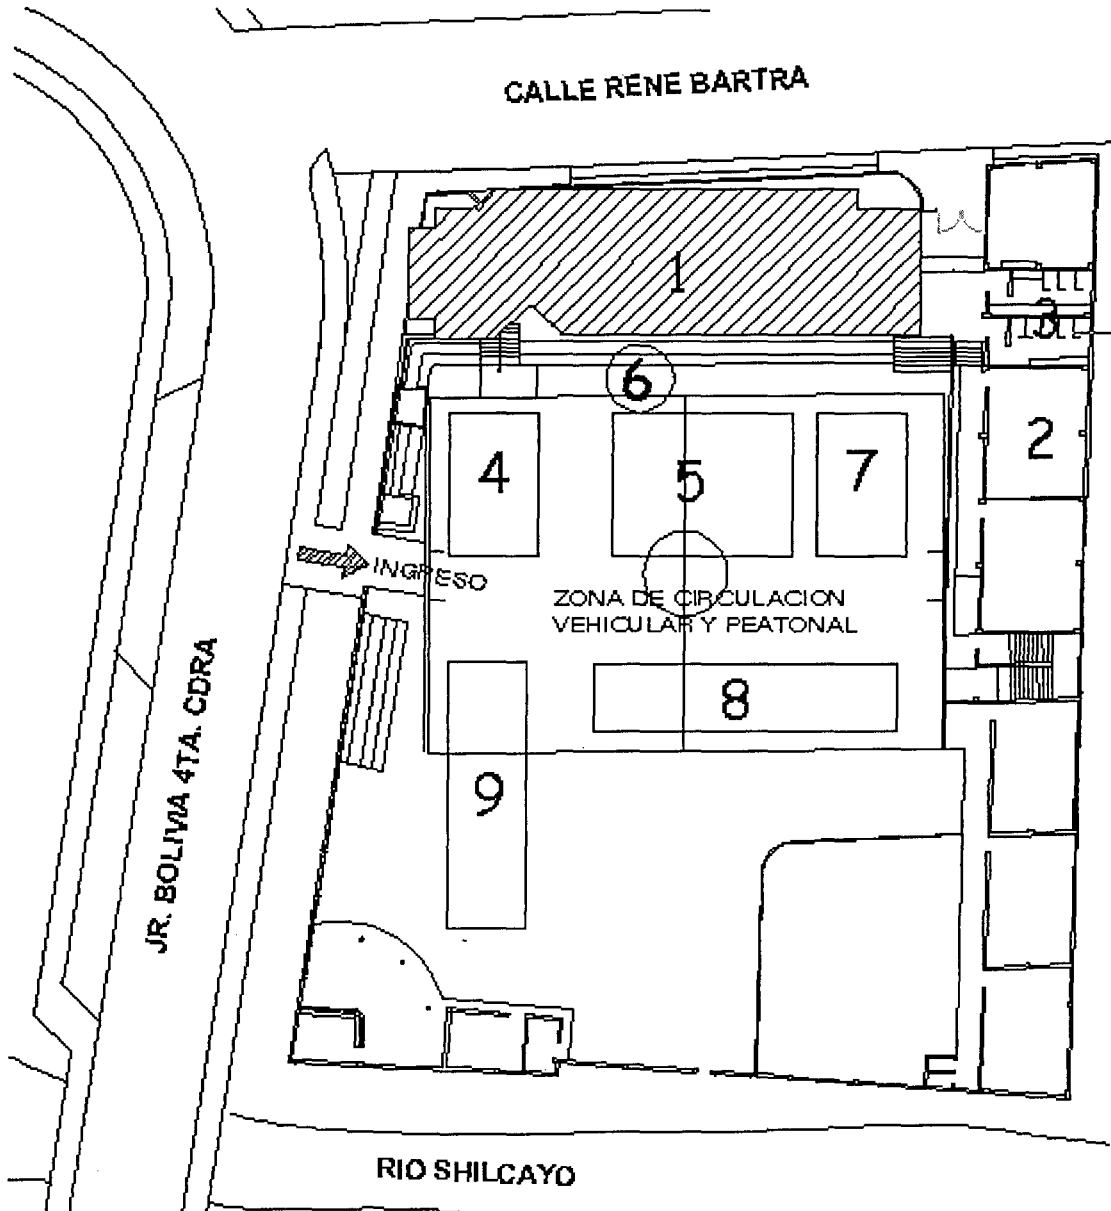 CALLE RENE BARTRA
1
3
6
2
4
5
7
INGRESO
ZONA DE CIRCULACION
VEHICULAR Y PEATONAL
8
9
JR. BOLIVIA 4TA. CDRA
RIO SHILCAYO